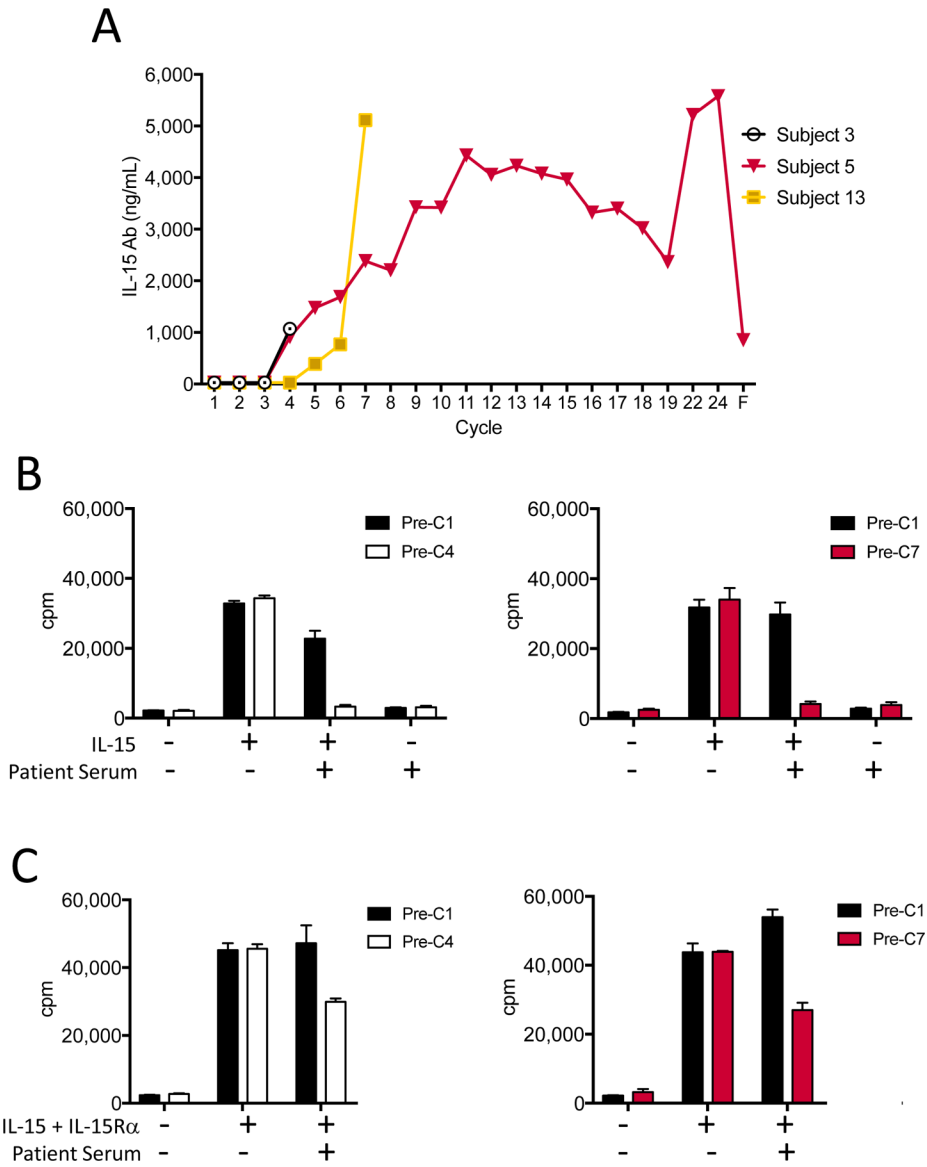 A
IL-15 Ab (ng/mL)
6,000
5,000
4,000
3,000
2,000
1,000
0
1 2 3 4 5 6 7 8 9 10 11 12 13 14 15 16 17 18 19 22 24 F
Cycle
Subject 3
Subject 5
Subject 13
B
cpm
60,000
40,000
20,000
0
Pre-C1
Pre-C4
IL-15 - + + -
Patient Serum - - + +
cpm
60,000
40,000
20,000
0
Pre-C1
Pre-C7
- + + -
- - + +
C
cpm
60,000
40,000
20,000
0
Pre-C1
Pre-C4
IL-15 + IL-15Rα - + +
Patient Serum - - +
cpm
60,000
40,000
20,000
0
Pre-C1
Pre-C7
- + +
- - +